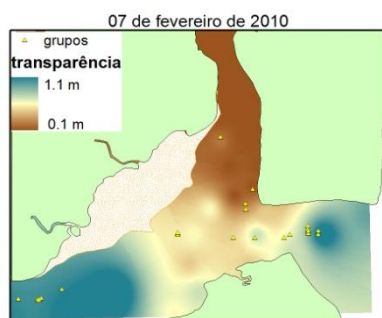 07 de fevereiro de 2010
grupos
transparência
1.1 m
0.1 m